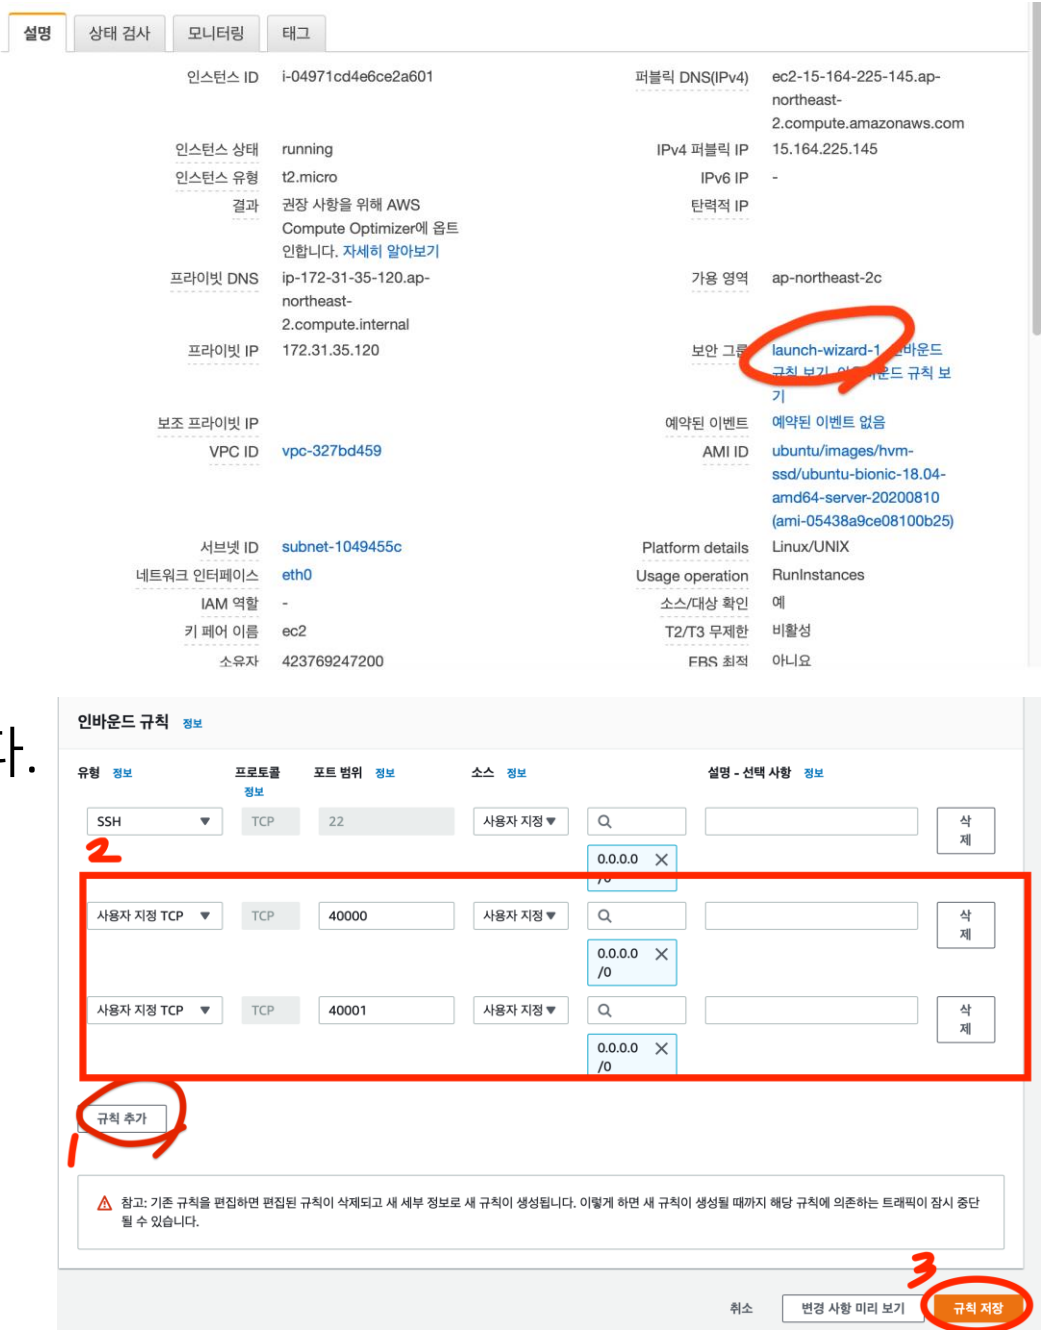 설명 상태 검사 모니터링 태그
인스턴스 ID i-04971cd4e6ce2a601 퍼블릭 DNS(IPv4) ec2-15-164-225-145.ap-
northeast-
2.compute.amazonaws.com
인스턴스 상태 running IPv4 퍼블릭 IP 15.164.225.145
인스턴스 유형 t2.micro IPv6 IP -
결과 권장 사항을 위해 AWS 탄력적 IP
Compute Optimizer에 옵트
인합니다. 자세히 알아보기
프라이빗 DNS ip-172-31-35-120.ap- 가용 영역 ap-northeast-2c
northeast-
2.compute.internal
프라이빗 IP 172.31.35.120 보안 그룹 launch-wizard-1
규칙 보기 규칙 보
기
보조 프라이빗 IP 예약된 이벤트 예약된 이벤트 없음
VPC ID vpc-327bd459 AMI ID ubuntu/images/hvm-
ssd/ubuntu-bionic-18.04-
amd64-server-20200810
(ami-05438a9ce08100b25)
서브넷 ID subnet-1049455c Platform details Linux/UNIX
네트워크 인터페이스 eth0 Usage operation RunInstances
IAM 역할 - 소스/대상 확인 예
키 페어 이름 ec2 T2/T3 무제한 비활성
소유자 423769247200 EBS 최적 아니요
다.
인바운드 규칙 정보
유형 정보 프로토콜 포트 범위 정보 소스 정보 설명 - 선택 사항 정보
정보
SSH TCP 22 사용자 지정 삭
제
2
0.0.0.0
/0
사용자 지정 TCP TCP 40000 사용자 지정 삭
제
0.0.0.0
/0
사용자 지정 TCP TCP 40001 사용자 지정 삭
제
0.0.0.0
/0
규칙 추가
1
참고: 기존 규칙을 편집하면 편집된 규칙이 삭제되고 새 세부 정보로 새 규칙이 생성됩니다. 이렇게 하면 새 규칙이 생성될 때까지 해당 규칙에 의존하는 트래픽이 잠시 중단
될 수 있습니다.
3
취소 변경 사항 미리 보기 규칙 저장